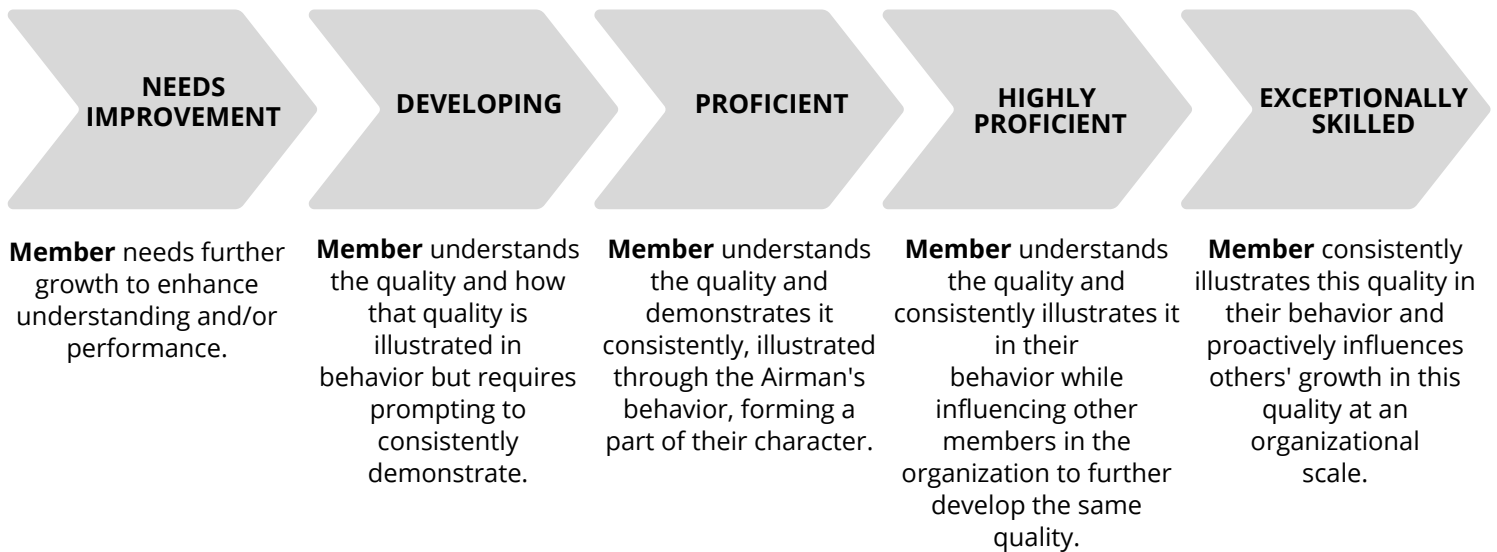 NEEDS
IMPROVEMENT
DEVELOPING
PROFICIENT
HIGHLY
PROFICIENT
EXCEPTIONALLY
SKILLED
Member needs further
growth to enhance
understanding and/or
performance.
Member understands
the quality and how
that quality is
illustrated in
behavior but requires
prompting to
consistently
demonstrate.
Member understands
the quality and
demonstrates it
consistently, illustrated
through the Airman's
behavior, forming a
part of their character.
Member understands
the quality and
consistently illustrates it
in their
behavior while
influencing other
members in the
organization to further
develop the same
quality.
Member consistently
illustrates this quality in
their behavior and
proactively influences
others' growth in this
quality at an
organizational
scale.